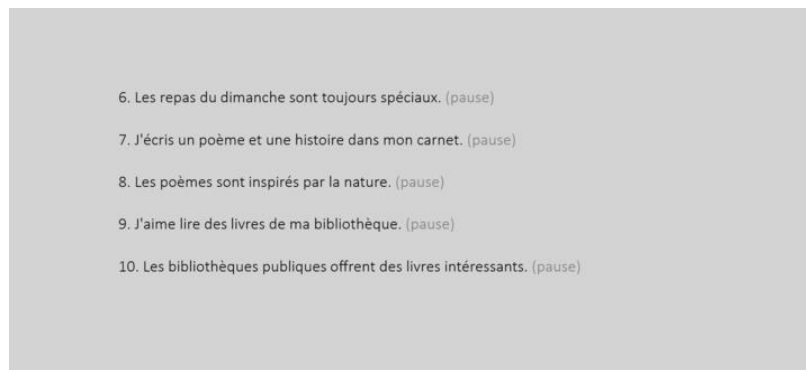 6. Les repas du dimanche sont toujours spéciaux. (pause)
7. J'écris un poème et une histoire dans mon carnet. (pause)
8. Les poèmes sont inspirés par la nature. (pause)
9. J'aime lire des livres de ma bibliothèque. (pause)
10. Les bibliothèques publiques offrent des livres intéressants. (pause)